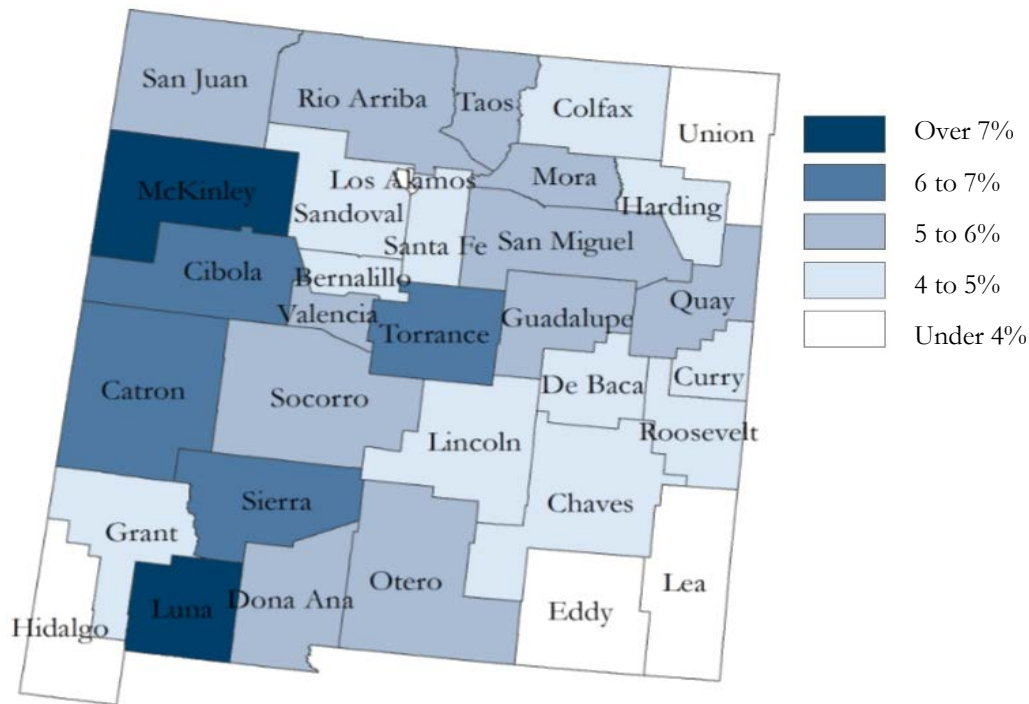 San Juan
Rio Arriba
Taos
Colfax
Union
McKinley
Los Alamos
Mora
Harding
Sandoval
Santa Fe
San Miguel
Cibola
Bernalillo
Valencia
Torrance
Guadalupe
Quay
Catron
Socorro
De Baca
Curry
Lincoln
Roosevelt
Sierra
Chaves
Grant
Luna
Dona Ana
Otero
Eddy
Lea
Hidalgo
Over 7%
6 to 7%
5 to 6%
4 to 5%
Under 4%